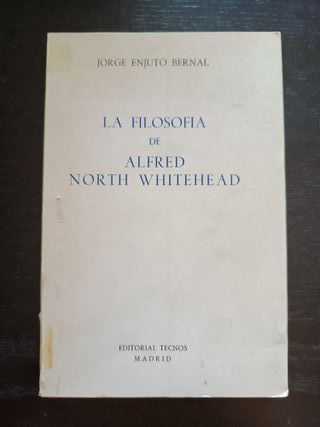 JORGE ENJUTO BERNAL
LA FILOSOFIA
DE
ALFRED
NORTH WHITEHEAD
EDITORIAL TECNOS
MADRID